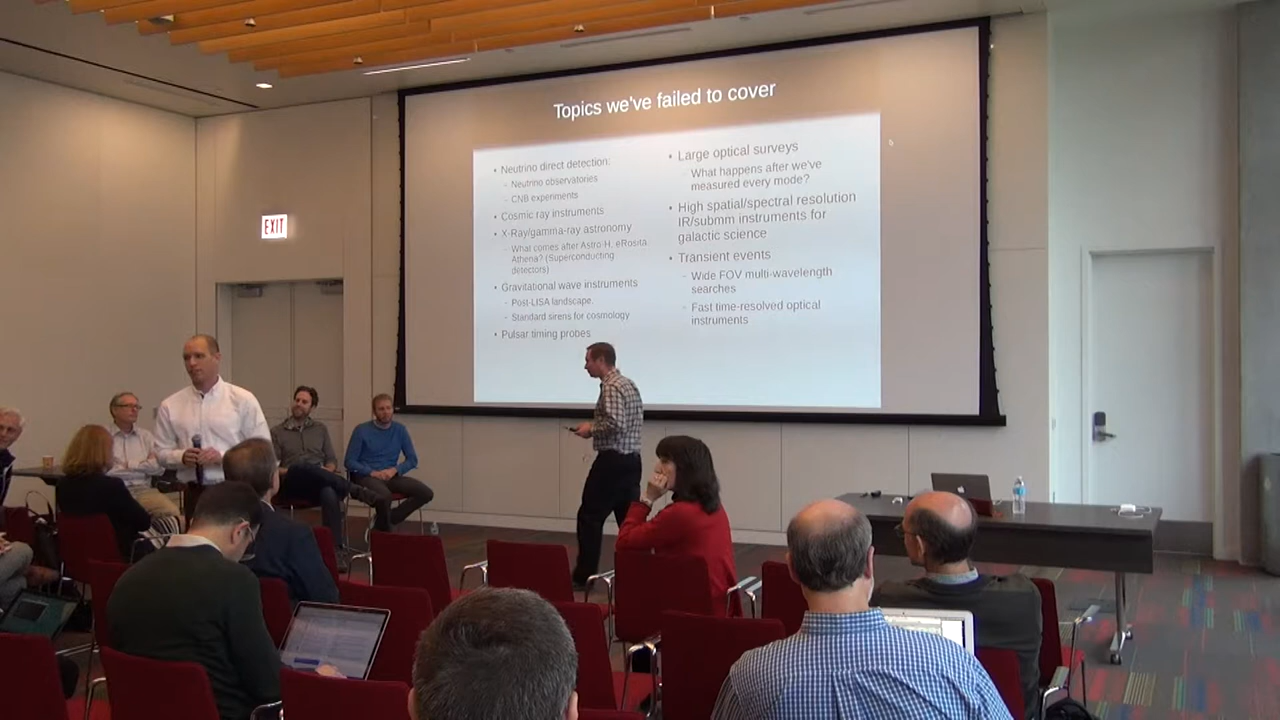 Topics we've failed to cover
• Neutrino direct detection:
– Neutrino observatories
– CNB experiments
• Cosmic ray instruments
• X-Ray/gamma-ray astronomy
– What comes after Astro-H, eRosita,
Athena? (Superconducting
detectors)
• Gravitational wave instruments
– Post-LISA landscape.
– Standard sirens for cosmology
• Pulsar timing probes
• Large optical surveys
– What happens after we've
measured every mode?
• High spatial/spectral resolution
IR/submm instruments for
galactic science
• Transient events
– Wide FOV multi-wavelength
searches
– Fast time-resolved optical
instruments
EXIT